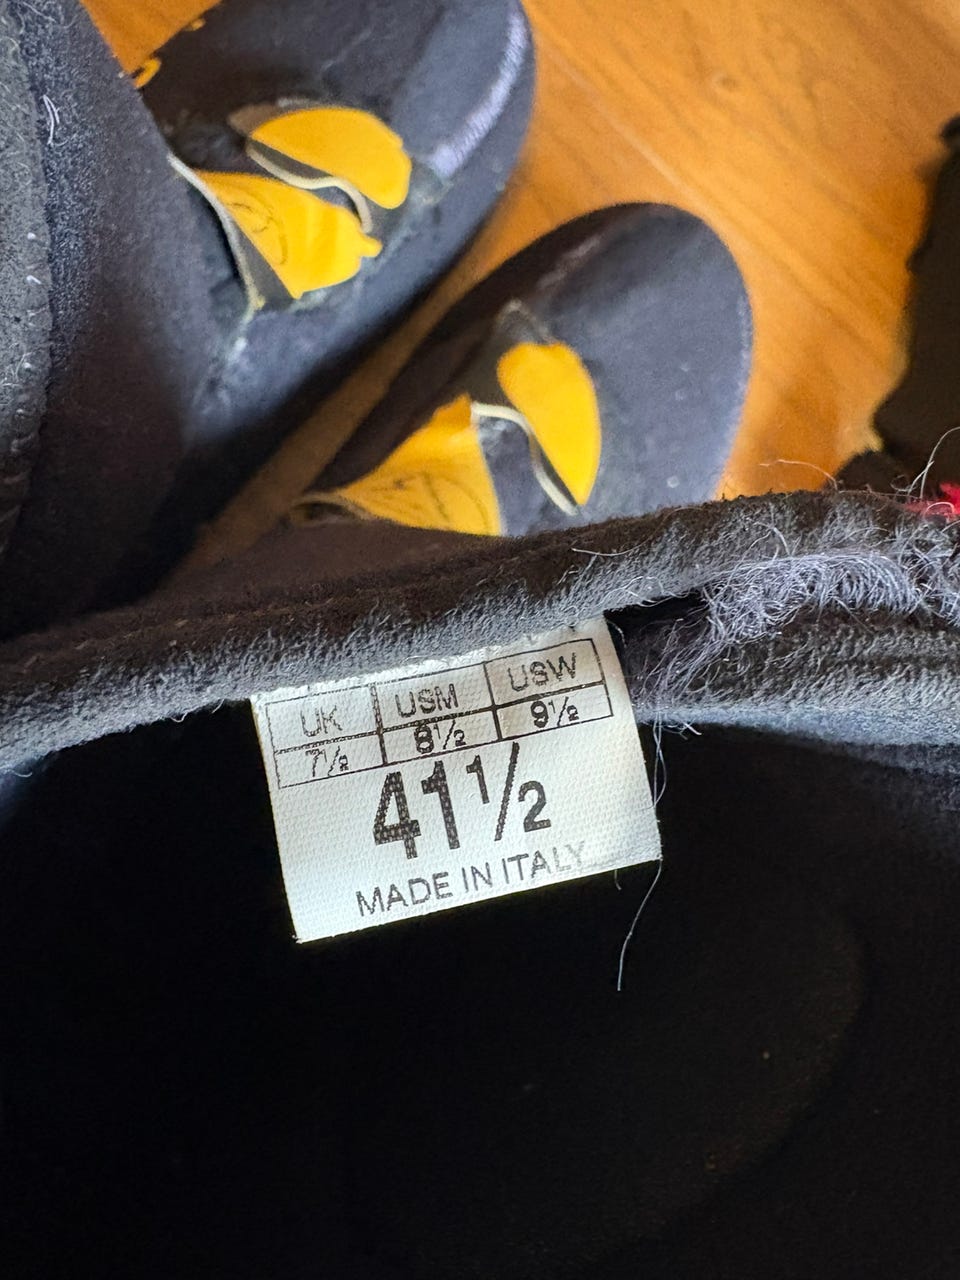 UK USM USW
7½ 8½ 9½
41½
MADE IN ITALY